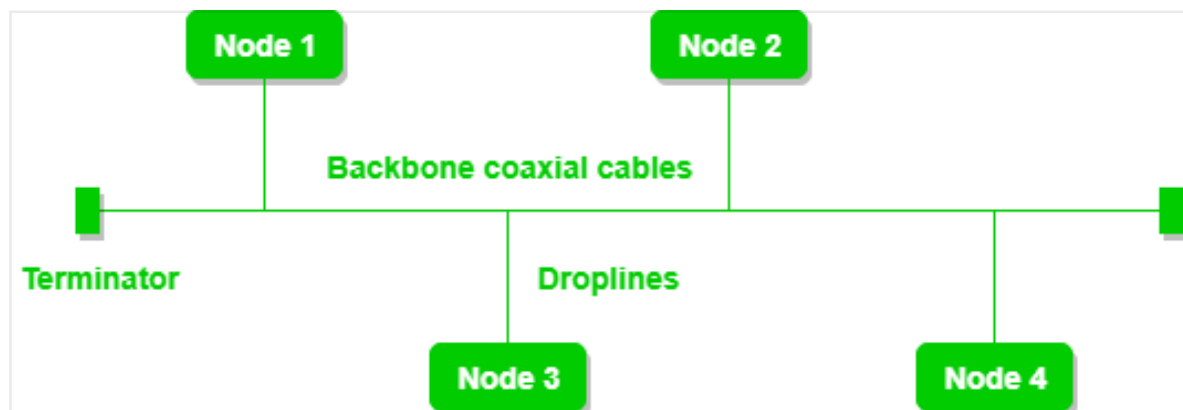 Node 1
Node 2
Backbone coaxial cables
Terminator
Droplines
Node 3
Node 4